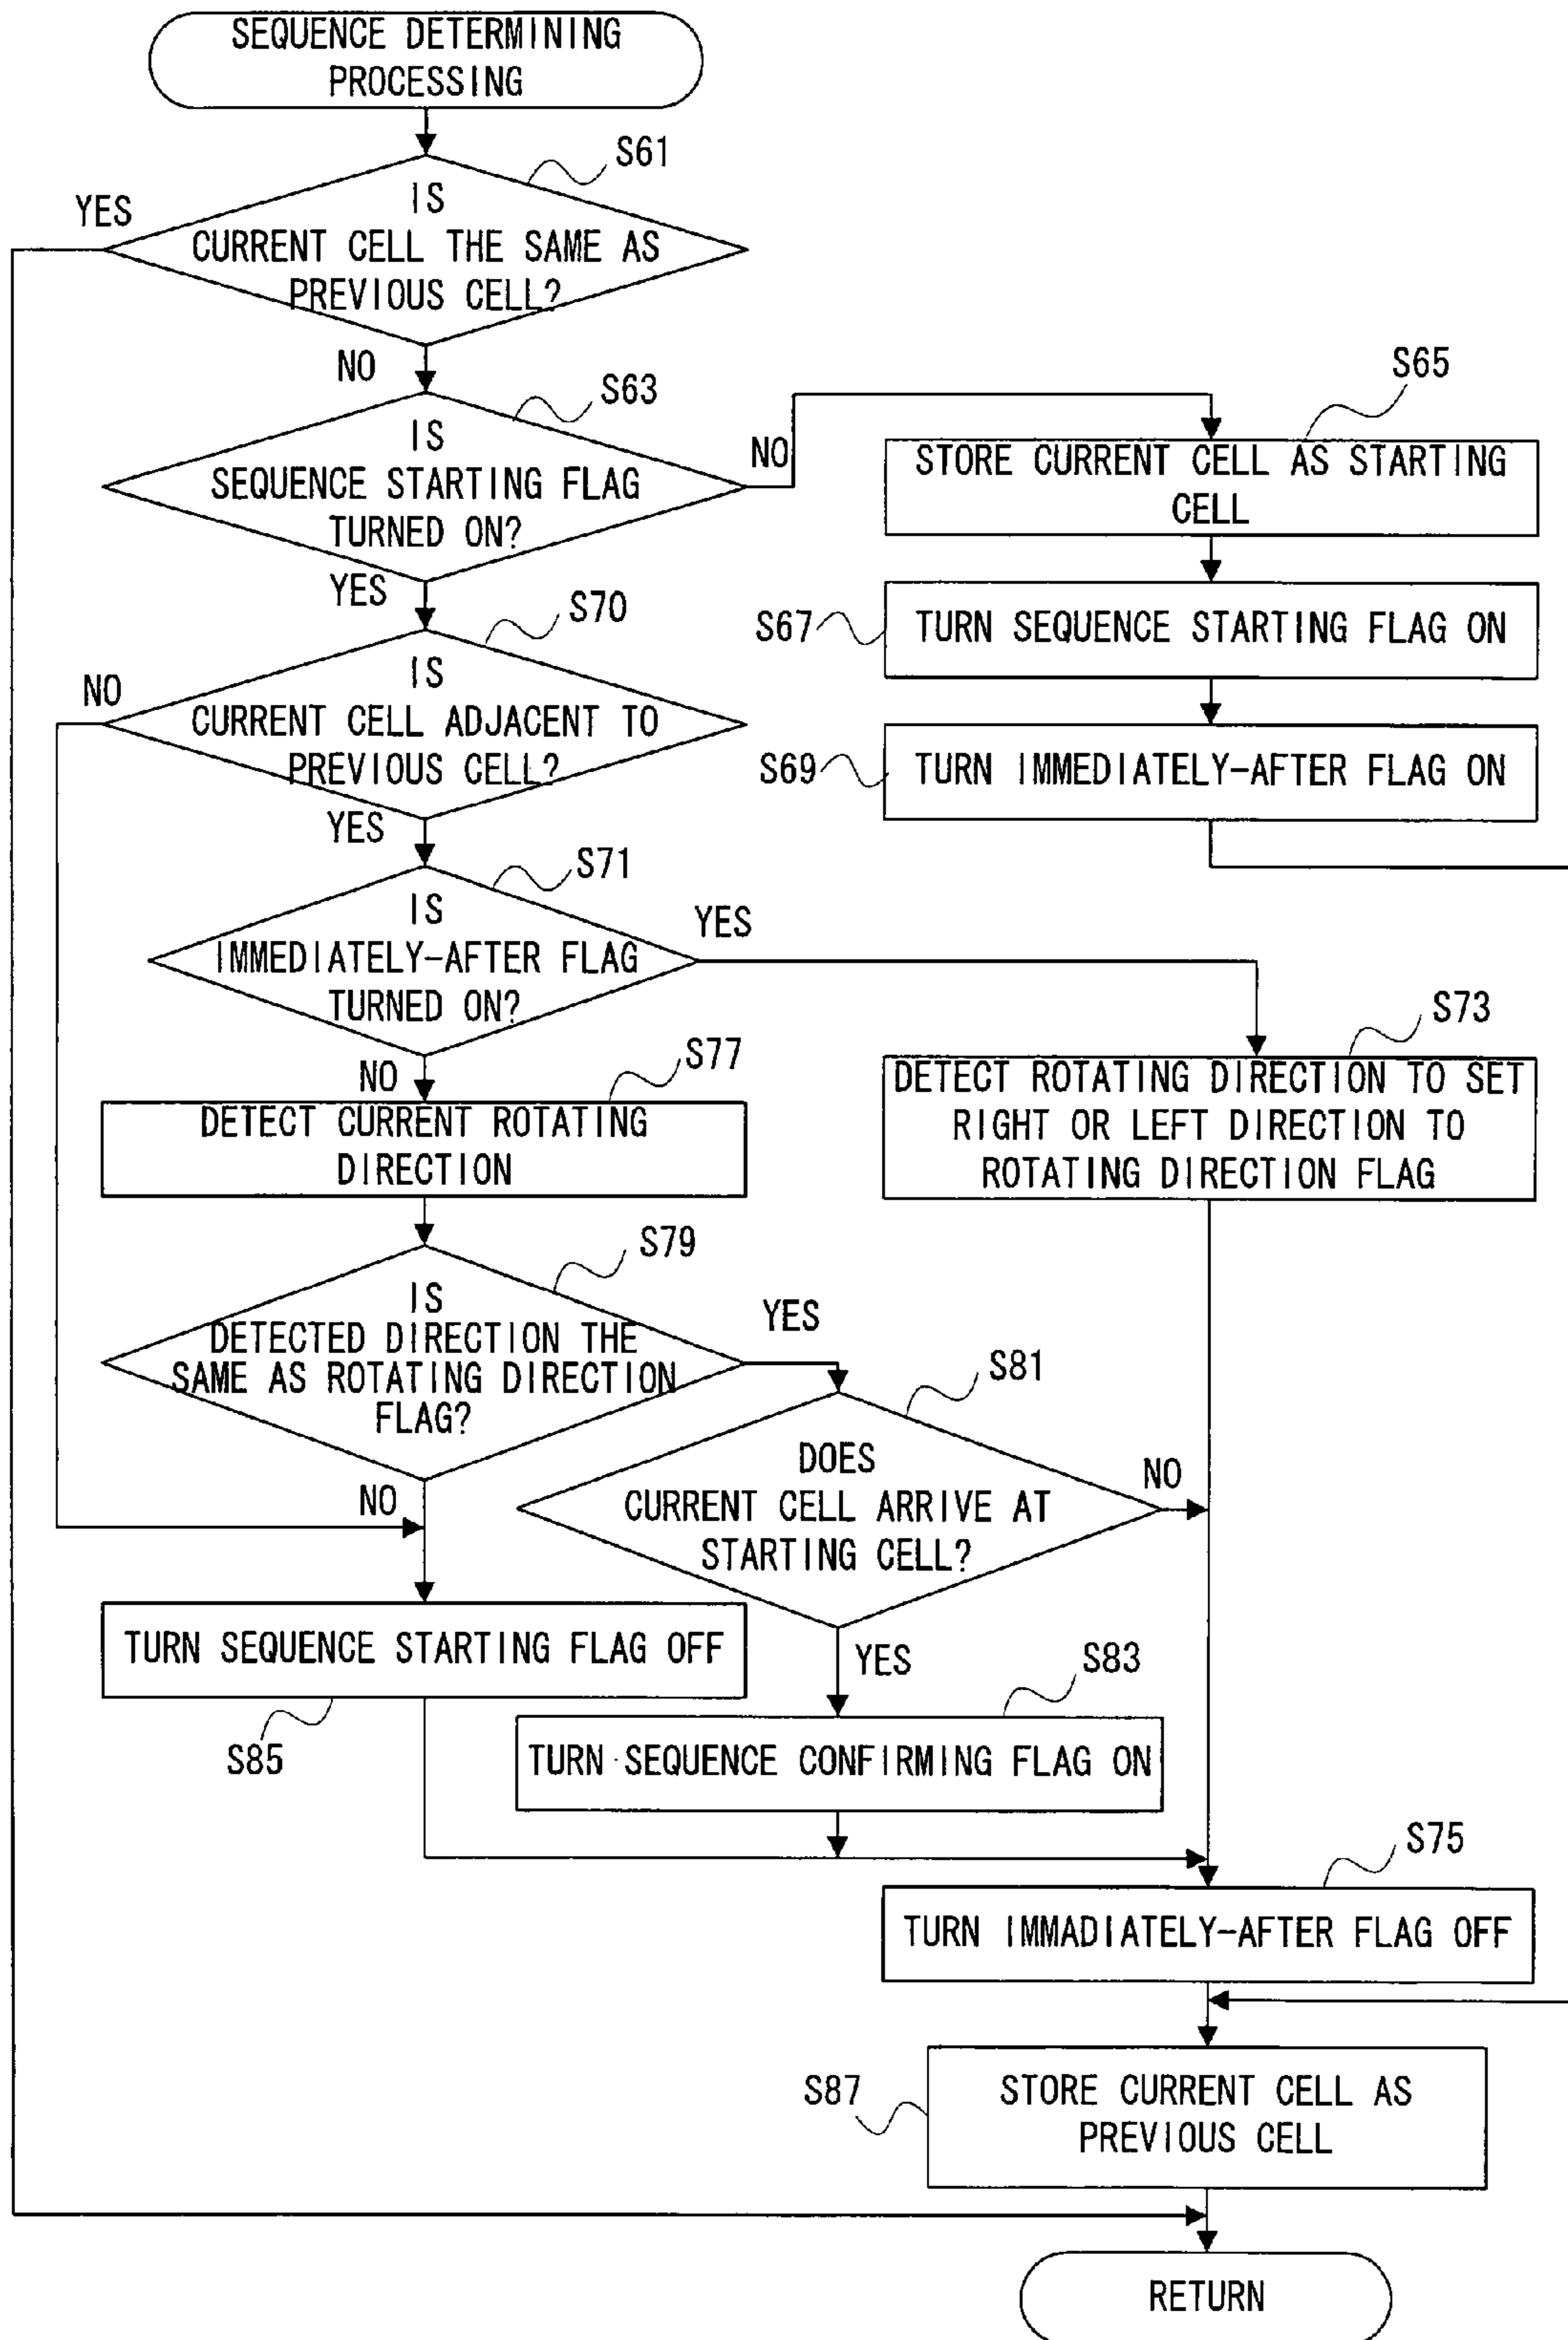 SEQUENCE DETERMINING
PROCESSING
S61
YES
IS
CURRENT CELL THE SAME AS
PREVIOUS CELL?
NO
S63
IS
SEQUENCE STARTING FLAG
TURNED ON?
NO
S65
STORE CURRENT CELL AS STARTING
CELL
YES
S67
TURN SEQUENCE STARTING FLAG ON
S70
NO
IS
CURRENT CELL ADJACENT TO
PREVIOUS CELL?
S69
TURN IMMEDIATELY-AFTER FLAG ON
YES
S71
IS
IMMEDIATELY-AFTER FLAG
TURNED ON?
YES
S73
DETECT ROTATING DIRECTION TO SET
RIGHT OR LEFT DIRECTION TO
ROTATING DIRECTION FLAG
NO
S77
DETECT CURRENT ROTATING
DIRECTION
S79
IS
DETECTED DIRECTION THE
SAME AS ROTATING DIRECTION
FLAG?
YES
S81
DOES
CURRENT CELL ARRIVE AT
STARTING CELL?
NO
NO
TURN SEQUENCE STARTING FLAG OFF
S85
YES
S83
TURN SEQUENCE CONFIRMING FLAG ON
S75
TURN IMMADIATELY-AFTER FLAG OFF
S87
STORE CURRENT CELL AS
PREVIOUS CELL
RETURN